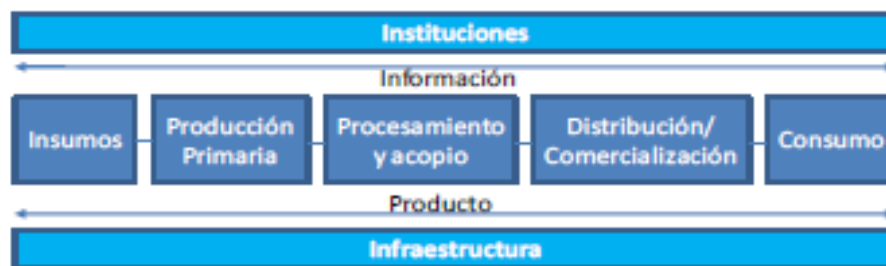 Instituciones
Información
Insumos
Producción
Primaria
Procesamiento
y acopio
Distribución/
Comercialización
Consumo
Producto
Infraestructura